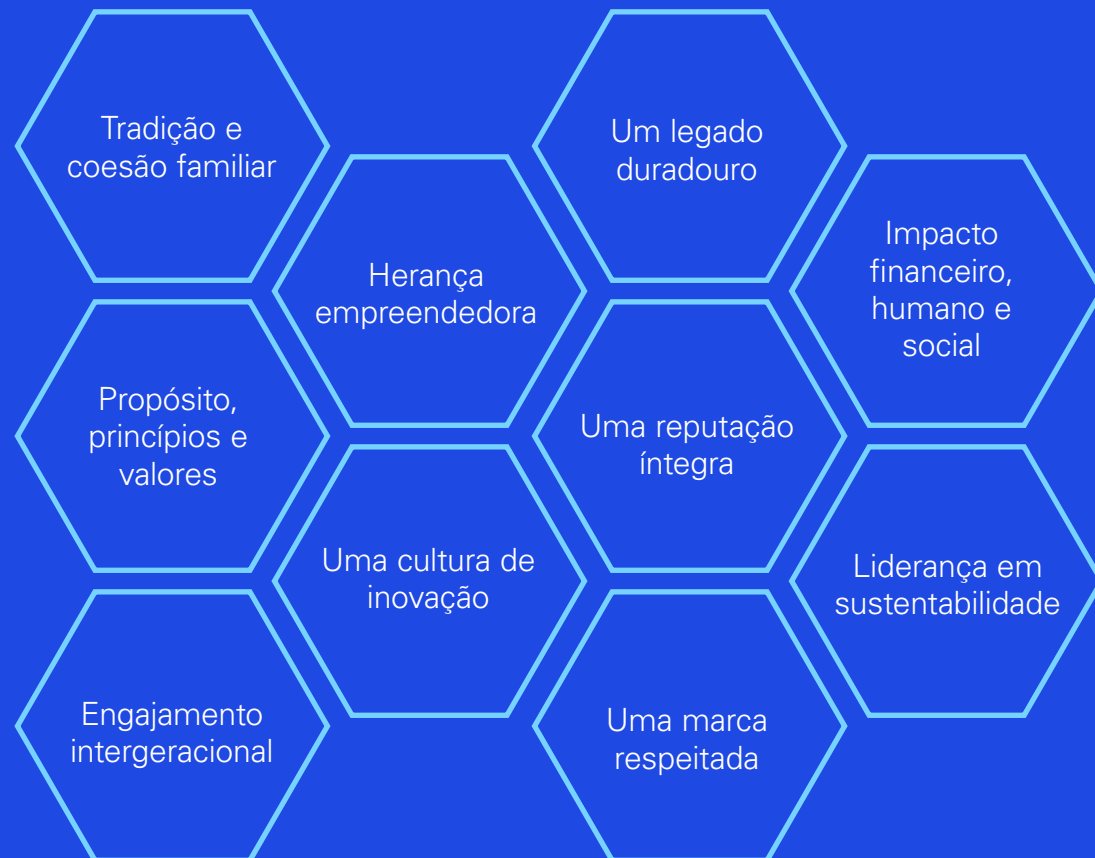 Tradição e
coesão familiar
Propósito,
princípios e
valores
Engajamento
intergeracional
Herança
empreendedora
Uma cultura de
inovação
Um legado
duradouro
Uma reputação
íntegra
Uma marca
respeitada
Impacto
financeiro,
humano e
social
Liderança em
sustentabilidade